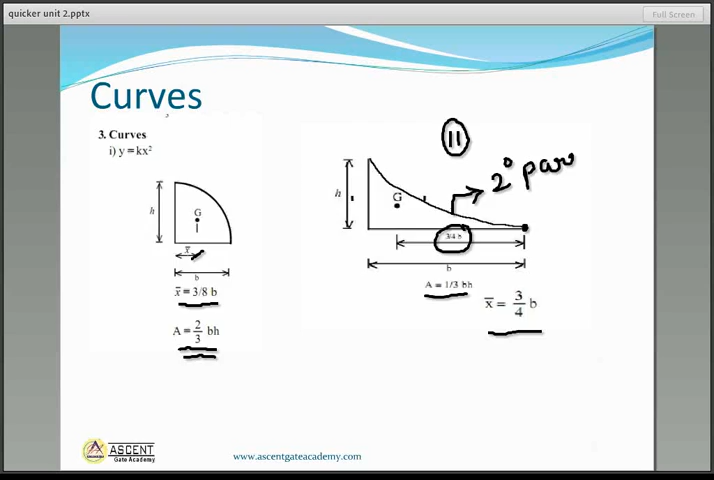 quicker unit 2.pptx
Full Screen
Curves
3. Curves
i) y = kx²
h
G
x̄
b
x̄ = 3/8 b
A = 2/3 bh
11
2° par
h
G
3/4 b
b
A = 1/3 bh
x̄ = 3/4 b
ASCENT
Gate Academy
www.ascentgateacademy.com